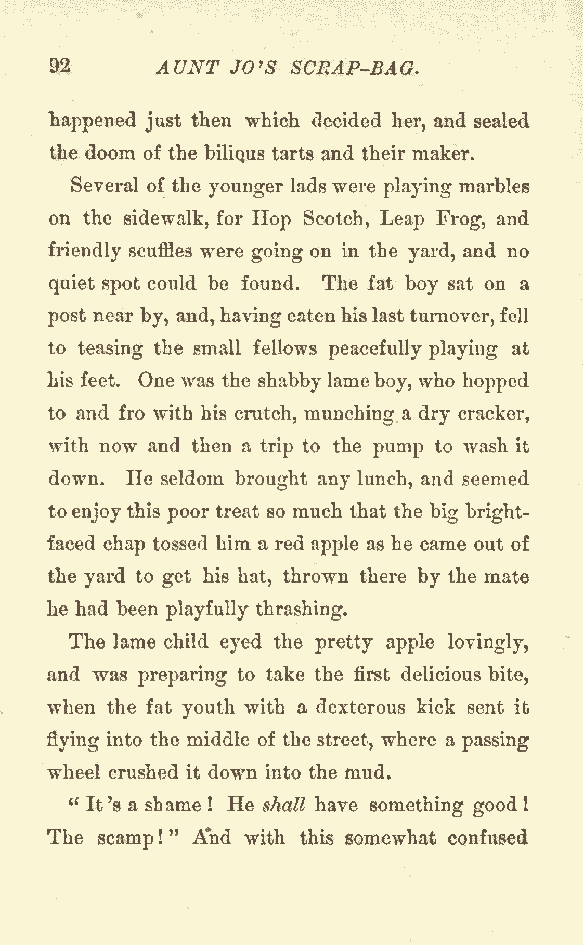 92 AUNT JO'S SCRAP-BAG.
happened just then which decided her, and sealed
the doom of the bilious tarts and their maker.
Several of the younger lads were playing marbles
on the sidewalk, for Hop Scotch, Leap Frog, and
friendly scuffles were going on in the yard, and no
quiet spot could be found. The fat boy sat on a
post near by, and, having eaten his last turnover, fell
to teasing the small fellows peacefully playing at
his feet. One was the shabby lame boy, who hopped
to and fro with his crutch, munching a dry cracker,
with now and then a trip to the pump to wash it
down. He seldom brought any lunch, and seemed
to enjoy this poor treat so much that the big bright-
faced chap tossed him a red apple as he came out of
the yard to get his hat, thrown there by the mate
he had been playfully thrashing.
The lame child eyed the pretty apple lovingly,
and was preparing to take the first delicious bite,
when the fat youth with a dexterous kick sent it
flying into the middle of the street, where a passing
wheel crushed it down into the mud.
"It's a shame! He shall have something good!
The scamp!" And with this somewhat confused